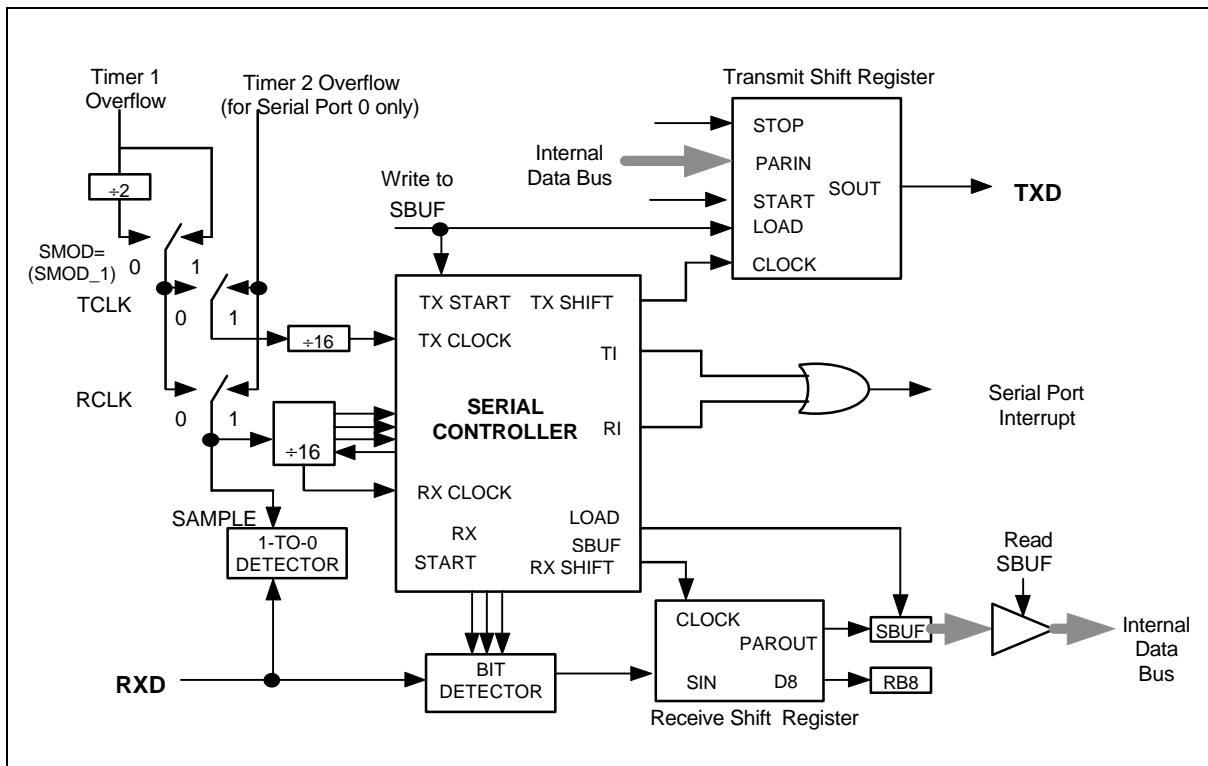 Timer 1
Overflow
Timer 2 Overflow
(for Serial Port 0 only)
Transmit Shift Register
÷2
STOP
Internal
Data Bus
PARIN
SOUT
TXD
START
Write to
SBUF
LOAD
CLOCK
SMOD=
(SMOD_1)
0
1
TCLK
0
1
÷16
TX START
TX SHIFT
TX CLOCK
TI
RCLK
0
1
÷16
SERIAL
CONTROLLER
RI
Serial Port
Interrupt
RX CLOCK
SAMPLE
1-TO-0
DETECTOR
RX
START
LOAD
SBUF
RX SHIFT
Read
SBUF
CLOCK
PAROUT
SBUF
Internal
Data
Bus
RXD
BIT
DETECTOR
SIN
D8
RB8
Receive Shift Register